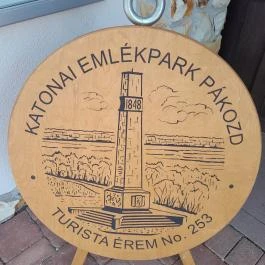 KATONAI EMLÉKPARK PÁKOZD
1848
TURISTA ÉREM No. 253